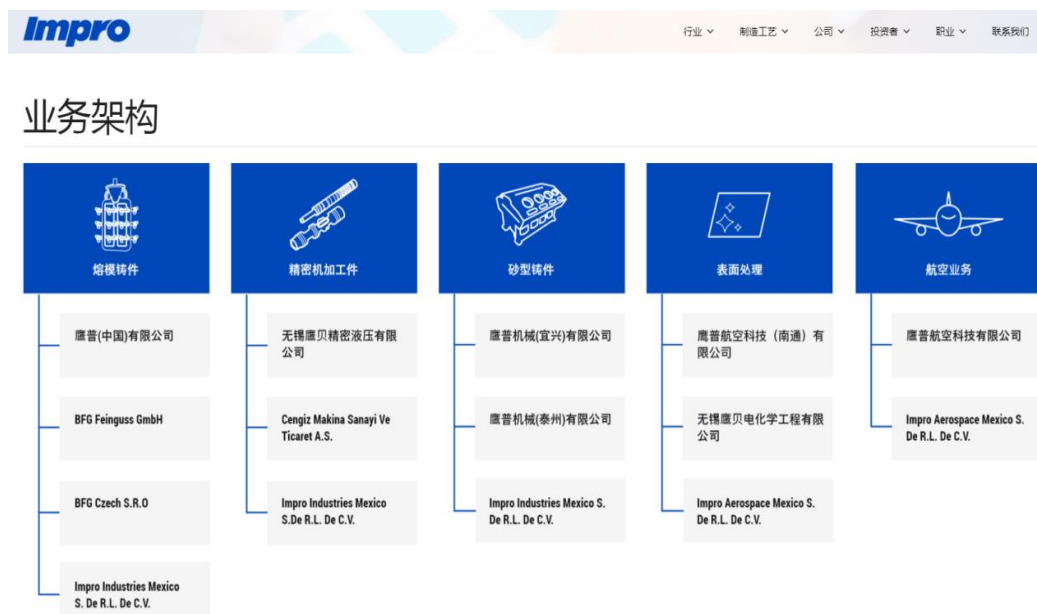 Impro
行业 制造工艺 公司 投资者 职业 联系我们
业务架构
熔模铸件
精密机加工件
砂型铸件
表面处理
航空业务
鹰普(中国)有限公司
BFG Feinguss GmbH
BFG Czech S.R.O
Impro Industries Mexico
S. De R.L. De C.V.
无锡鹰贝精密液压有限
公司
Cengiz Makina Sanayi Ve
Ticaret A.S.
Impro Industries Mexico
S.De R.L. De C.V.
鹰普机械(宜兴)有限公司
鹰普机械(泰州)有限公司
Impro Industries Mexico S.
De R.L. De C.V.
鹰普航空科技（南通）有
限公司
无锡鹰贝电化学工程有限
公司
Impro Aerospace Mexico S.
De R.L. De C.V.
鹰普航空科技有限公司
Impro Aerospace Mexico S.
De R.L. De C.V.